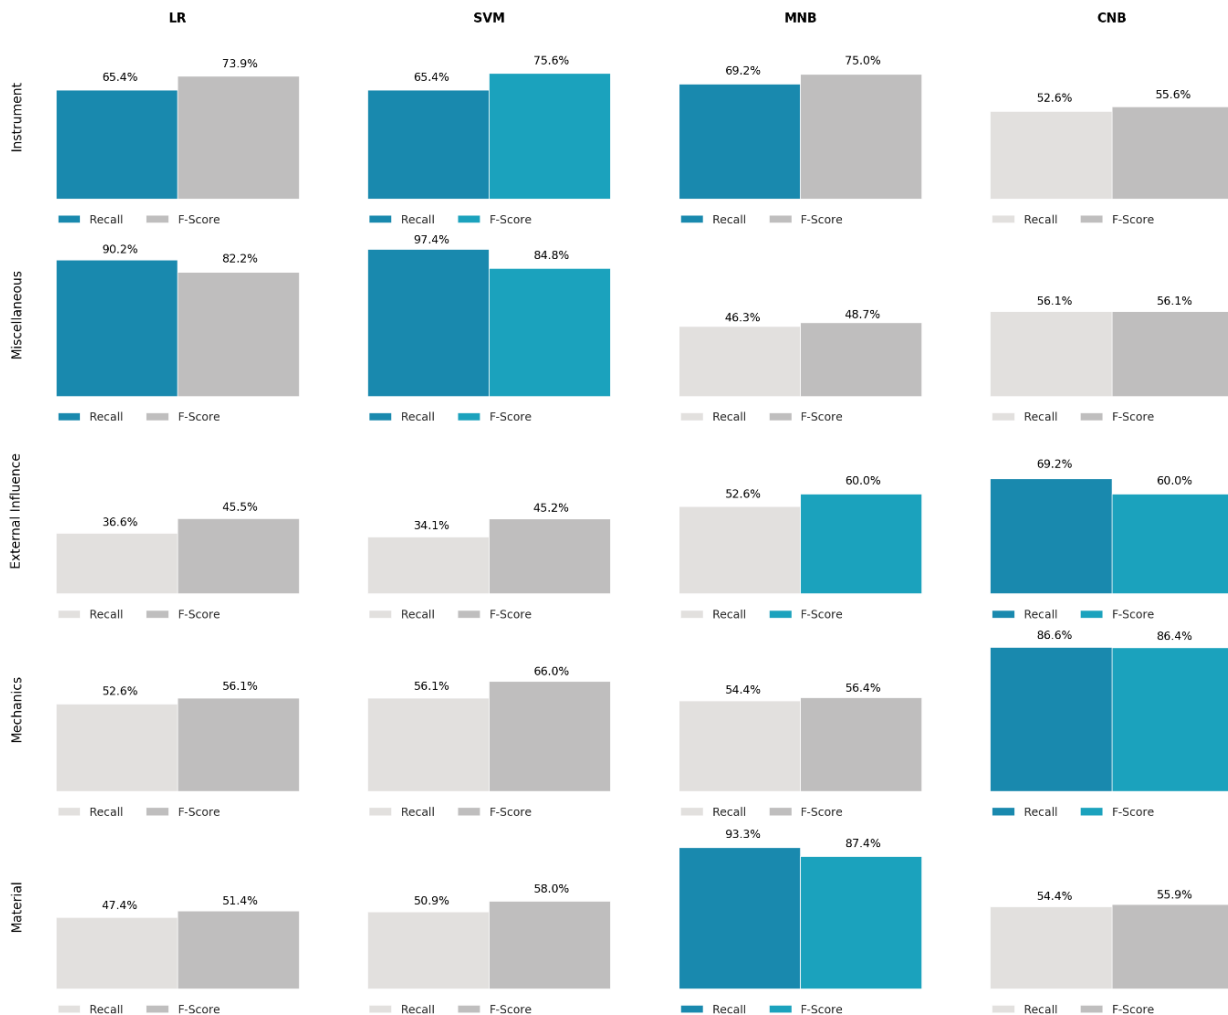 LR SVM MNB CNB
Instrument
65.4% 73.9% 65.4% 75.6% 69.2% 75.0% 52.6% 55.6%
Recall F-Score Recall F-Score Recall F-Score Recall F-Score
Miscellaneous
90.2% 82.2% 97.4% 84.8% 46.3% 48.7% 56.1% 56.1%
Recall F-Score Recall F-Score Recall F-Score Recall F-Score
External Influence
36.6% 45.5% 34.1% 45.2% 52.6% 60.0% 69.2% 60.0%
Recall F-Score Recall F-Score Recall F-Score Recall F-Score
Mechanics
52.6% 56.1% 56.1% 66.0% 54.4% 56.4% 86.6% 86.4%
Recall F-Score Recall F-Score Recall F-Score Recall F-Score
Material
47.4% 51.4% 50.9% 58.0% 93.3% 87.4% 54.4% 55.9%
Recall F-Score Recall F-Score Recall F-Score Recall F-Score